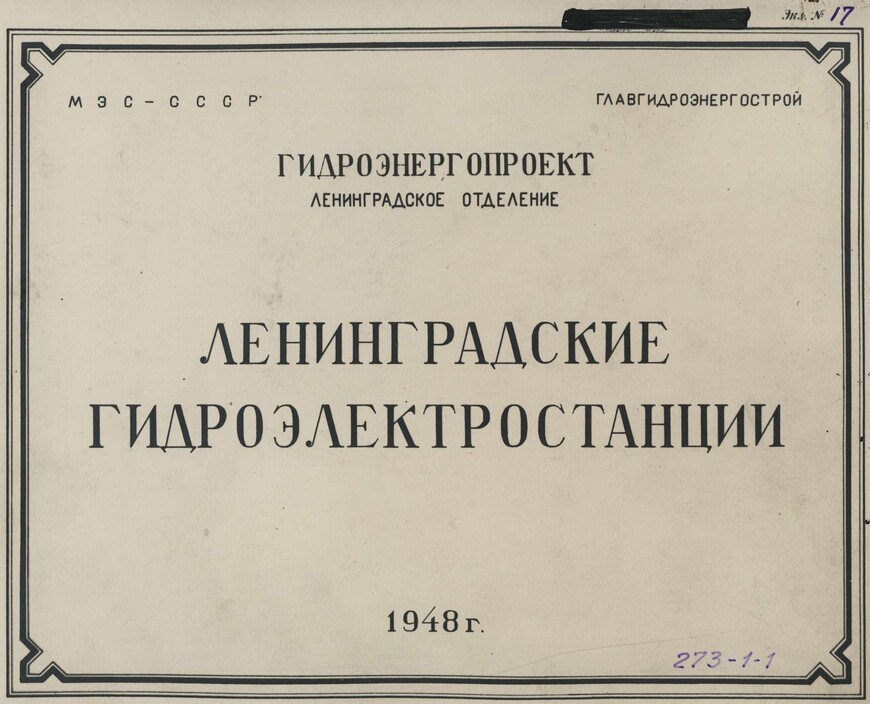 Экз. № 17
МЭС-СССР
ГЛАВГИДРОЭНЕРГОСТРОЙ
ГИДРОЭНЕРГОПРОЕКТ
ЛЕНИНГРАДСКОЕ ОТДЕЛЕНИЕ
ЛЕНИНГРАДСКИЕ
ГИДРОЭЛЕКТРОСТАНЦИИ
1948 г.
273-1-1